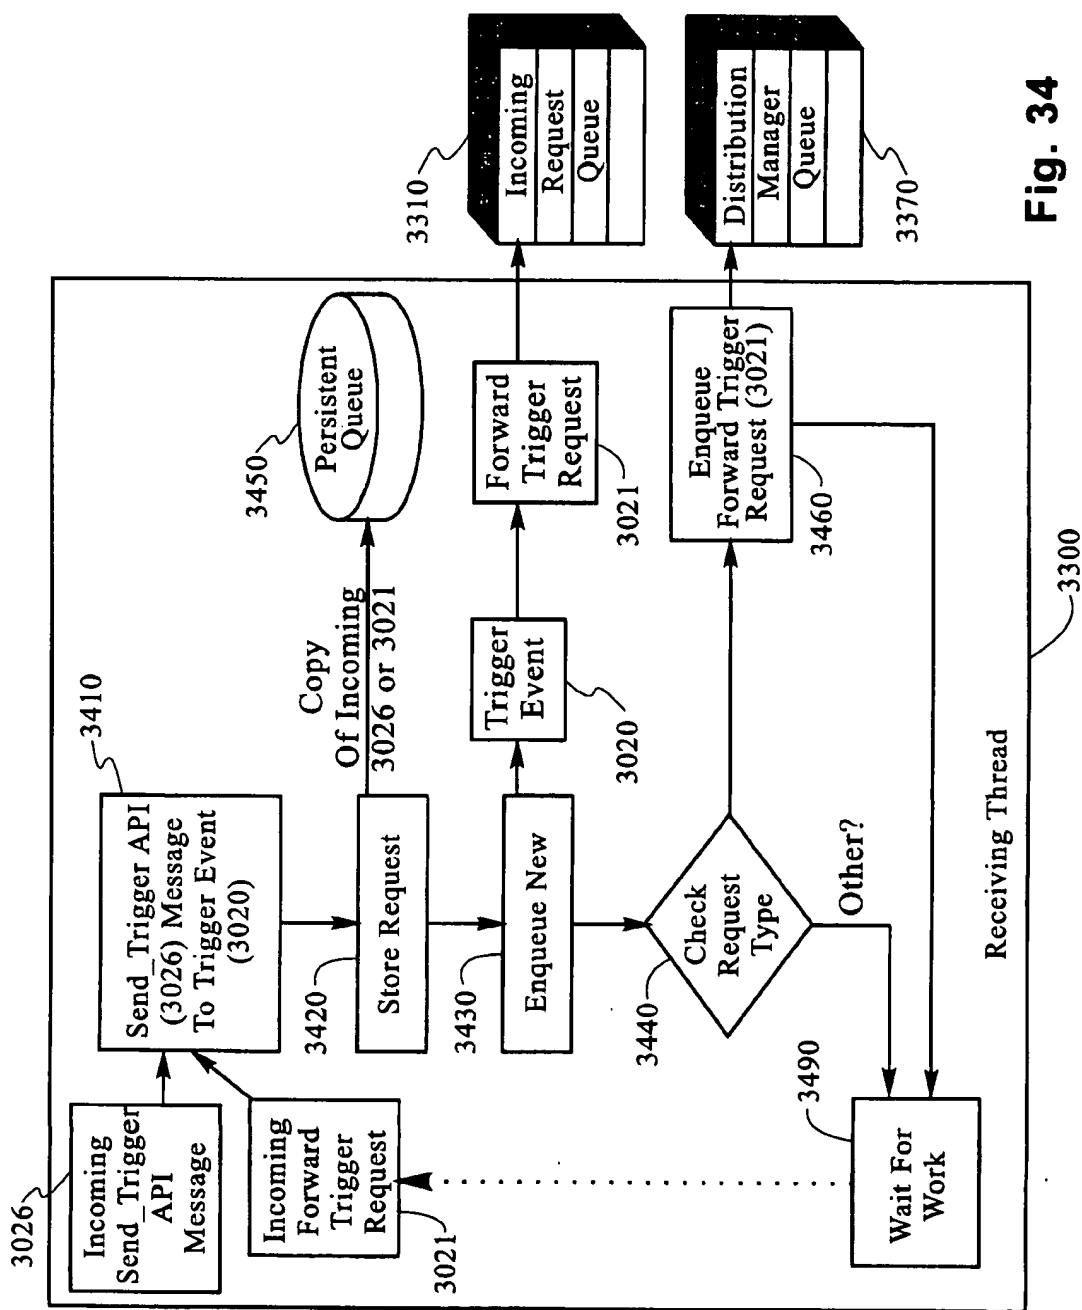 3026
Incoming
Send_Trigger
API
Message
Incoming
Forward
Trigger
Request
3021
3410
Send_Trigger API
(3026) Message
To Trigger Event
(3020)
3420
Store Request
Copy
Of Incoming
3026 or 3021
3450
Persistent
Queue
3430
Enqueue New
Trigger
Event
3020
Forward
Trigger
Request
3021
3310
Incoming
Request
Queue
3440
Check
Request
Type
Other?
Enqueue
Forward Trigger
Request (3021)
3460
Distribution
Manager
Queue
3370
3490
Wait For
Work
Receiving Thread
3300
Fig. 34